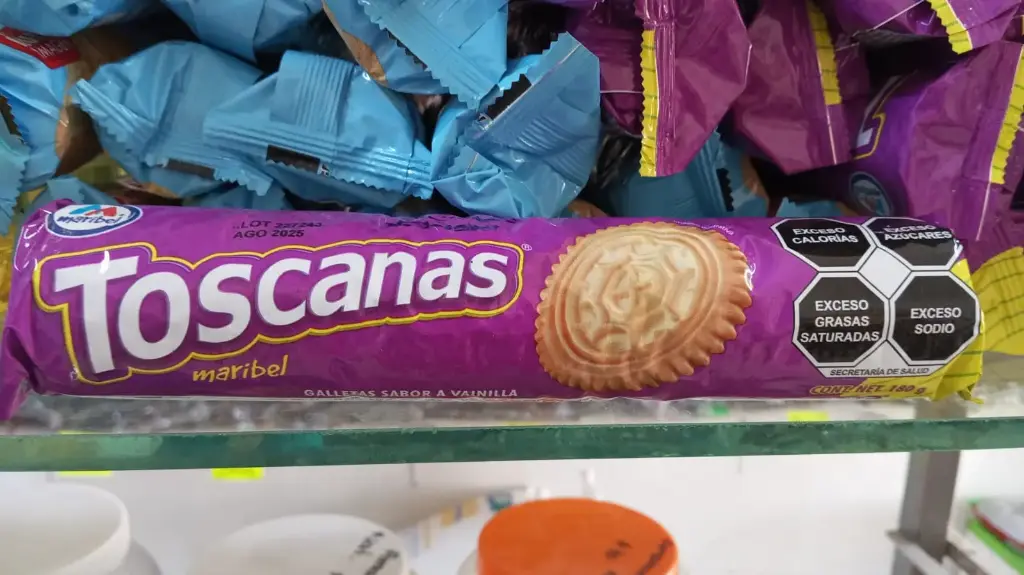 maribel
AGO 2025
TOSCANAS®
maribel
GALLETAS SABOR A VAINILLA
EXCESO
CALORÍAS
EXCESO
AZÚCARES
EXCESO
GRASAS
SATURADAS
EXCESO
SODIO
SECRETARÍA DE SALUD
CONT. NET. 180 g